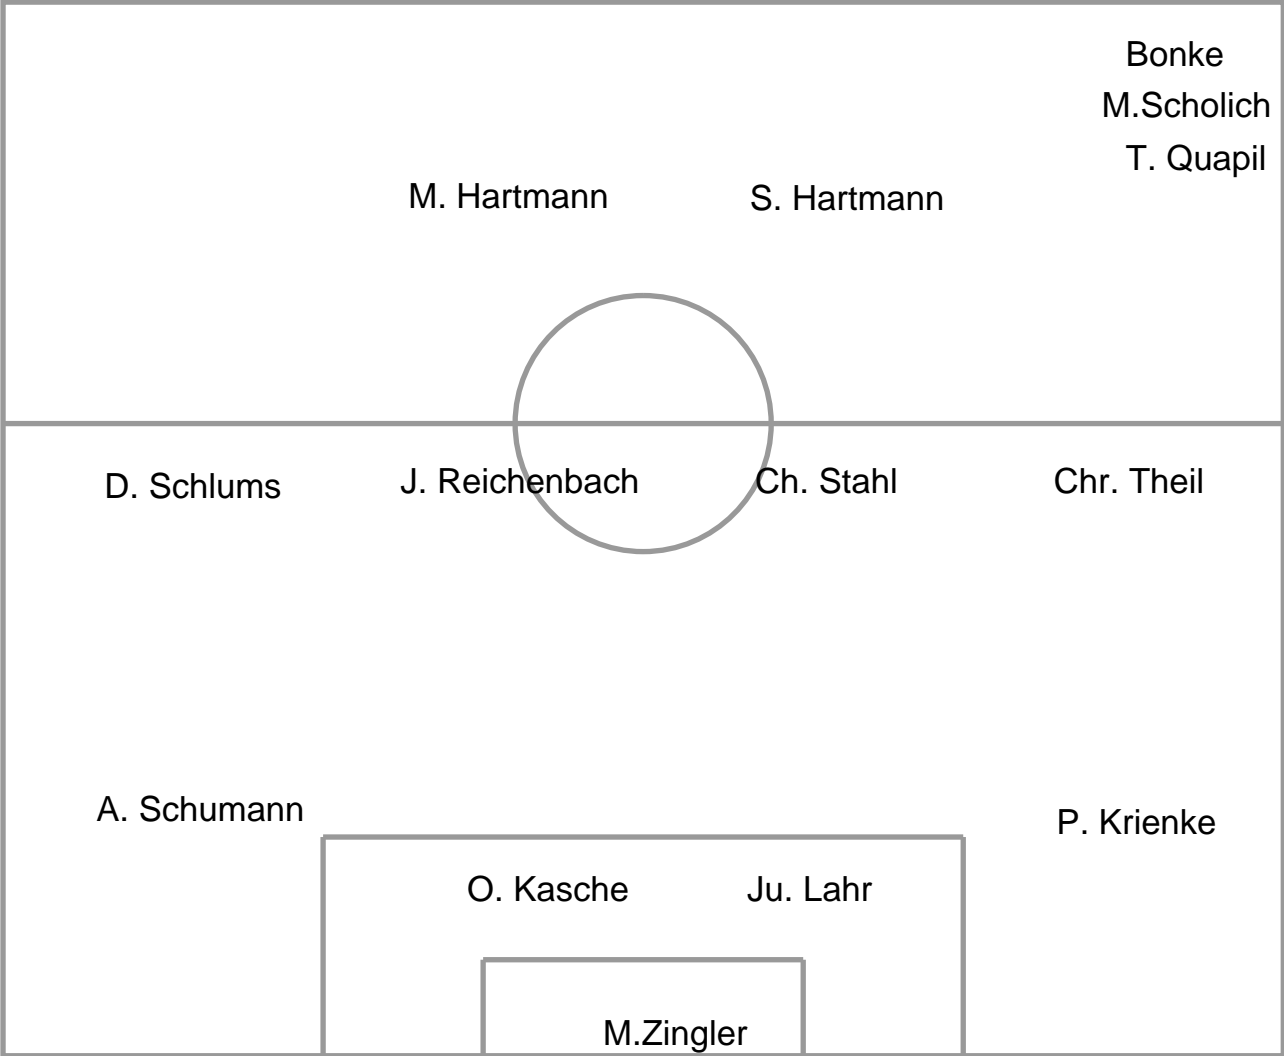 Bonke
M.Scholich
T. Quapil
M. Hartmann
S. Hartmann
D. Schlums
J. Reichenbach
Ch. Stahl
Chr. Theil
A. Schumann
P. Krienke
O. Kasche
Ju. Lahr
M.Zingler